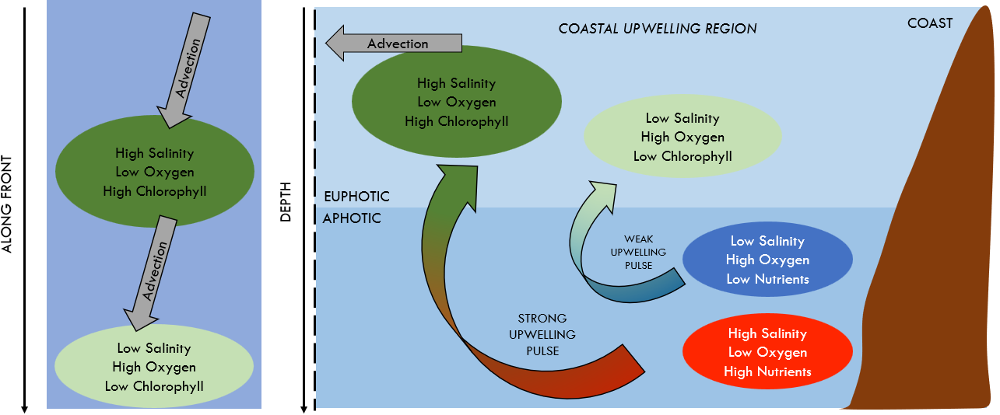 ALONG FRONT
Advection
High Salinity
Low Oxygen
High Chlorophyll
Advection
Low Salinity
High Oxygen
Low Chlorophyll
DEPTH
COASTAL UPWELLING REGION
COAST
Advection
High Salinity
Low Oxygen
High Chlorophyll
Low Salinity
High Oxygen
Low Chlorophyll
EUPHOTIC
APHOTIC
WEAK
UPWELLING
PULSE
Low Salinity
High Oxygen
Low Nutrients
STRONG
UPWELLING
PULSE
High Salinity
Low Oxygen
High Nutrients